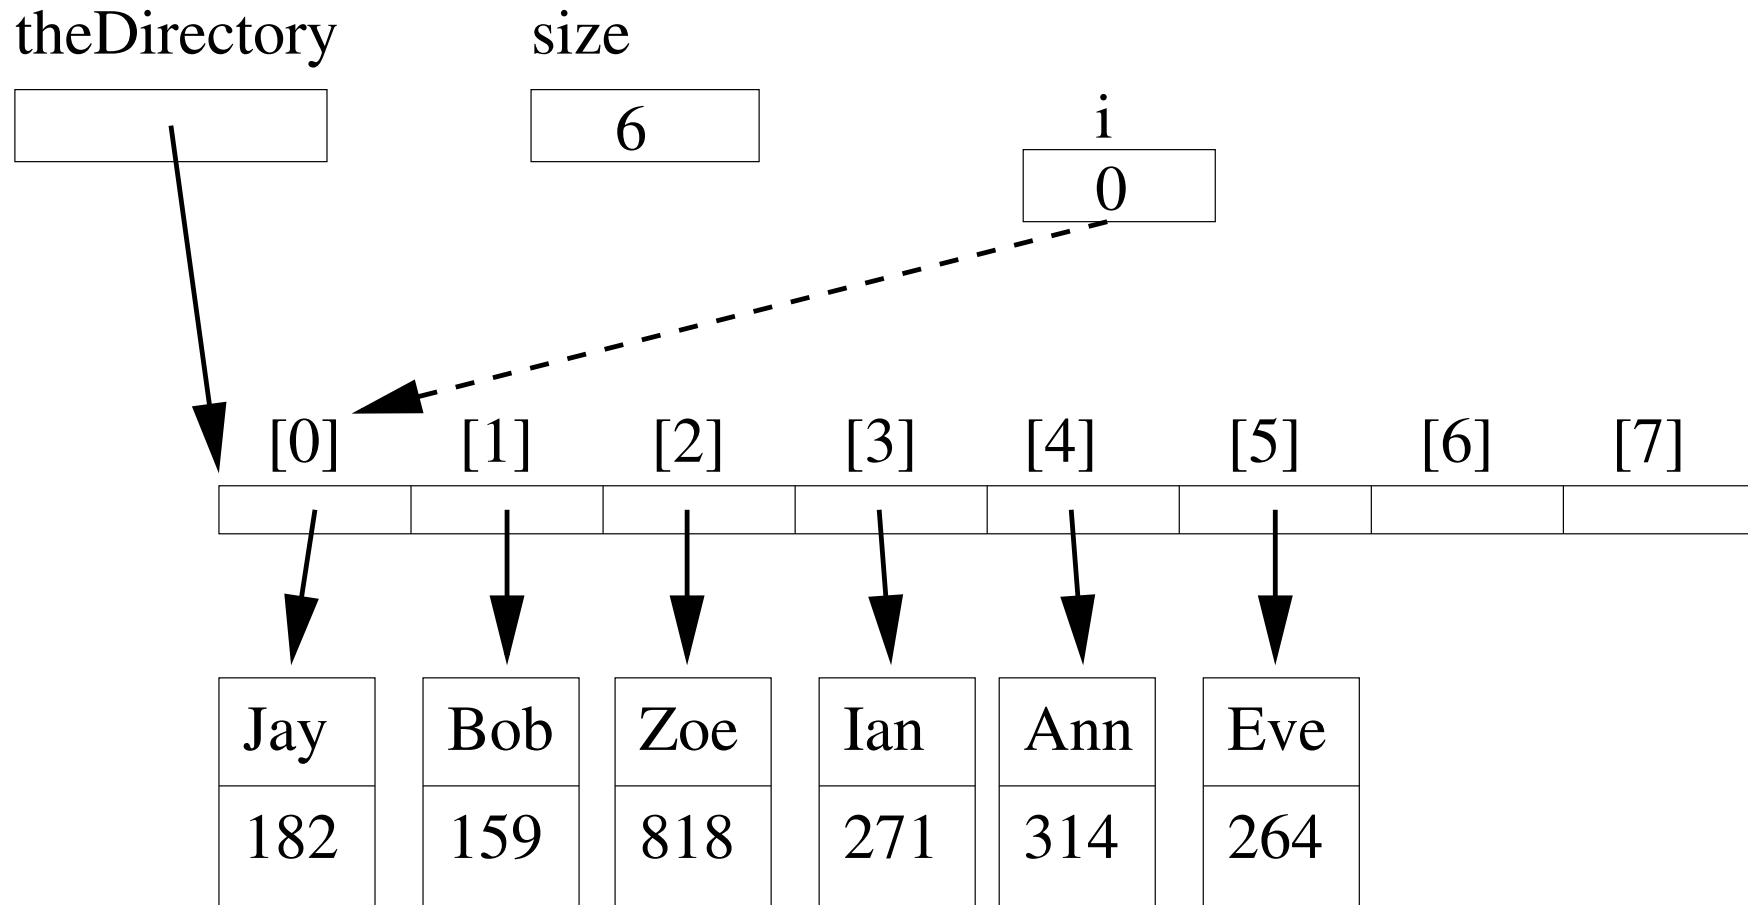 theDirectory size
i
6
0
[0] [1] [2] [3] [4] [5] [6] [7]
Jay Bob Zoe Ian Ann Eve
182 159 818 271 314 264